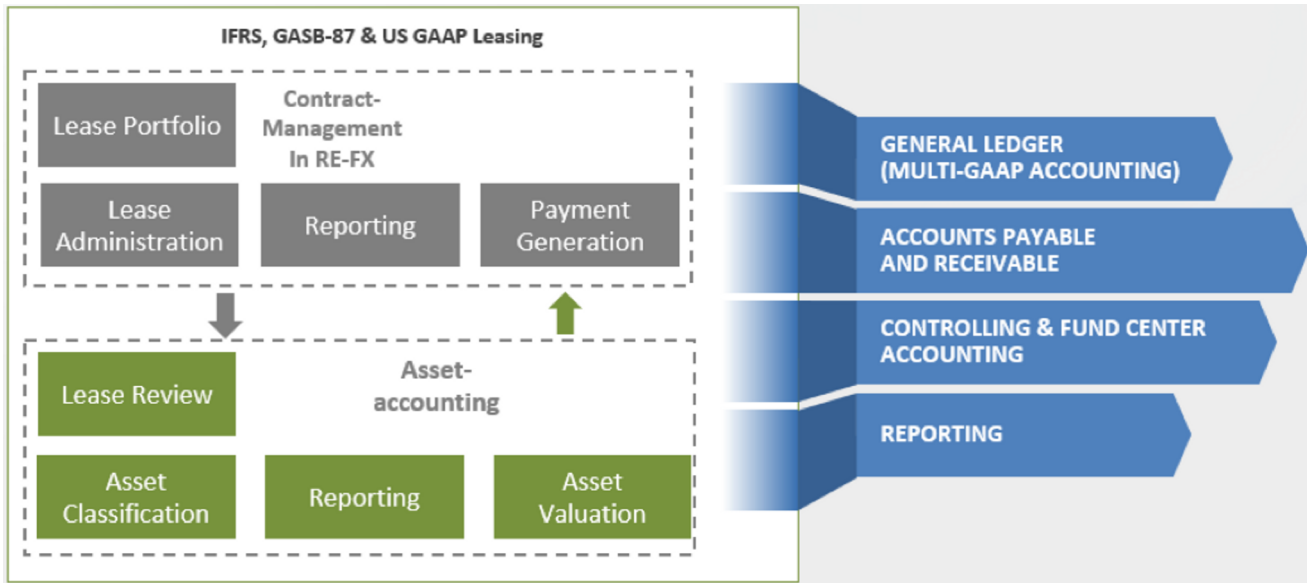 IFRS, GASB-87 & US GAAP Leasing
Lease Portfolio
Contract-
Management
In RE-FX
Lease
Administration
Reporting
Payment
Generation
Lease Review
Asset-
accounting
Asset
Classification
Reporting
Asset
Valuation
GENERAL LEDGER
(MULTI-GAAP ACCOUNTING)
ACCOUNTS PAYABLE
AND RECEIVABLE
CONTROLLING & FUND CENTER
ACCOUNTING
REPORTING